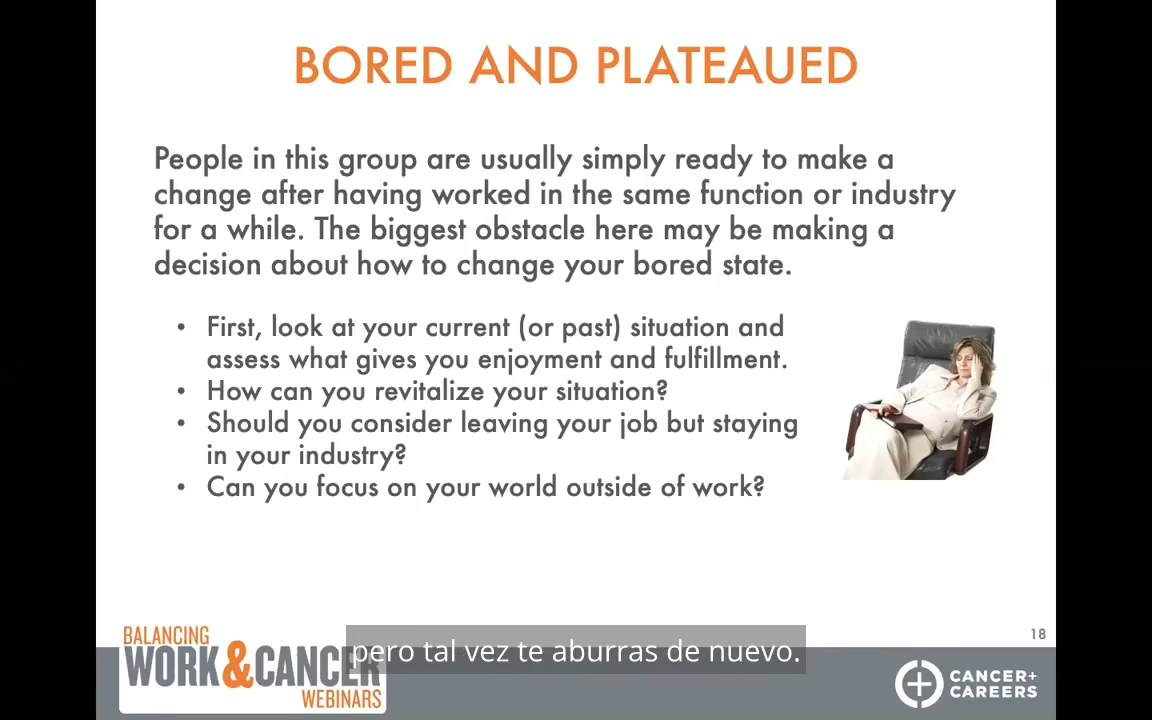 BORED AND PLATEAUED
People in this group are usually simply ready to make a
change after having worked in the same function or industry
for a while. The biggest obstacle here may be making a
decision about how to change your bored state.
• First, look at your current (or past) situation and
assess what gives you enjoyment and fulfillment.
• How can you revitalize your situation?
• Should you consider leaving your job but staying
in your industry?
• Can you focus on your world outside of work?
18
BALANCING
WORK & CANCER
WEBINARS
pero tal vez te aburras de nuevo.
CANCER+
CAREERS